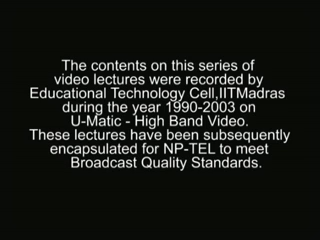 The contents on this series of
video lectures were recorded by
Educational Technology Cell,IITMadras
during the year 1990-2003 on
U-Matic - High Band Video.
These lectures have been subsequently
encapsulated for NP-TEL to meet
Broadcast Quality Standards.